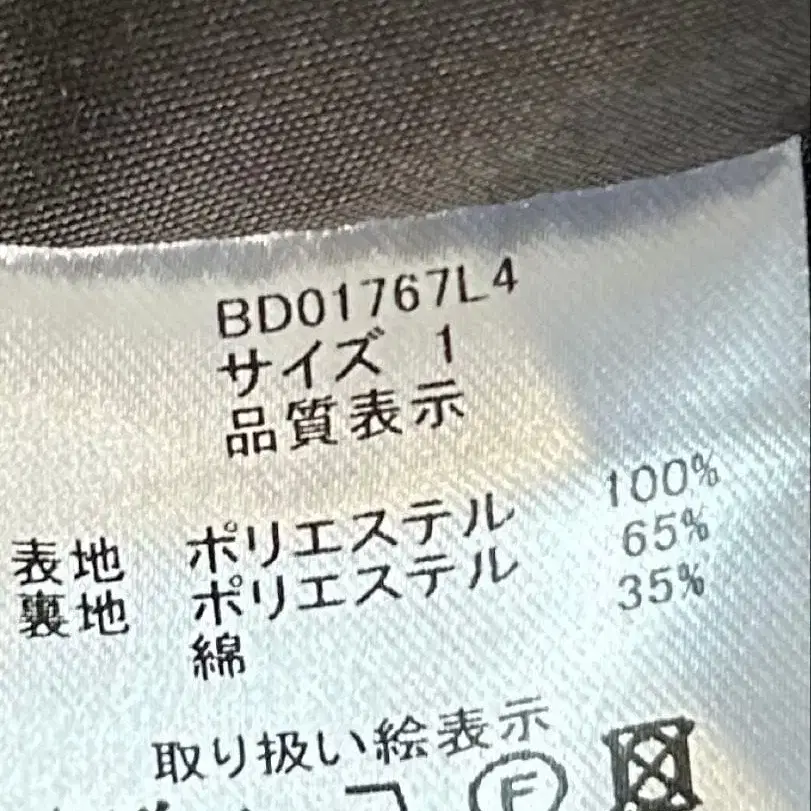 BD01767L4
サイズ 1
品質表示
表地 ポリエステル 100%
裏地 ポリエステル 65%
綿 35%
取り扱い絵表示
F